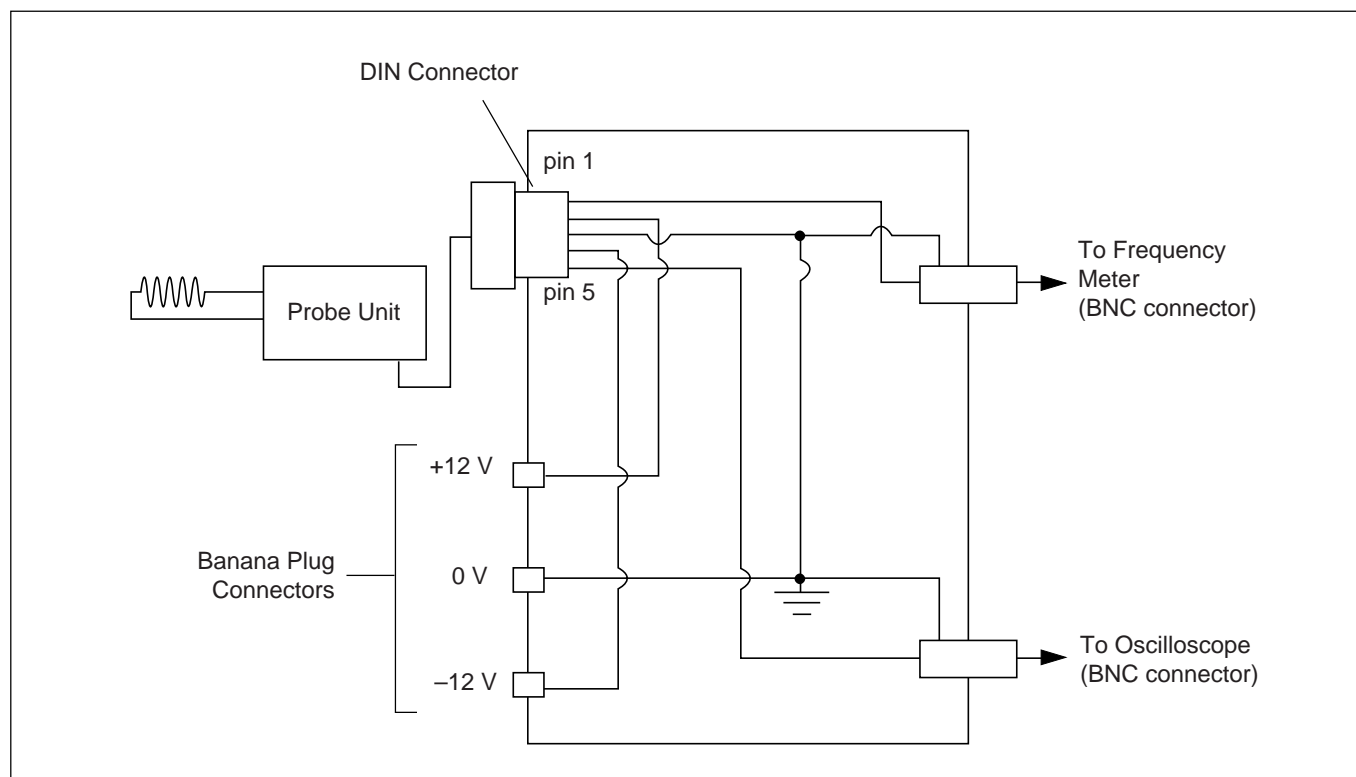 DIN Connector
pin 1
pin 5
Probe Unit
To Frequency
Meter
(BNC connector)
+12 V
Banana Plug
Connectors
0 V
–12 V
To Oscilloscope
(BNC connector)